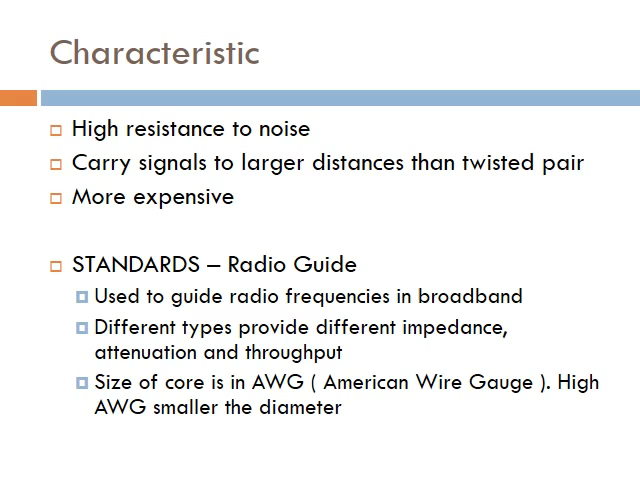 Characteristic
High resistance to noise
Carry signals to larger distances than twisted pair
More expensive
STANDARDS – Radio Guide
Used to guide radio frequencies in broadband
Different types provide different impedance,
attenuation and throughput
Size of core is in AWG ( American Wire Gauge ). High
AWG smaller the diameter